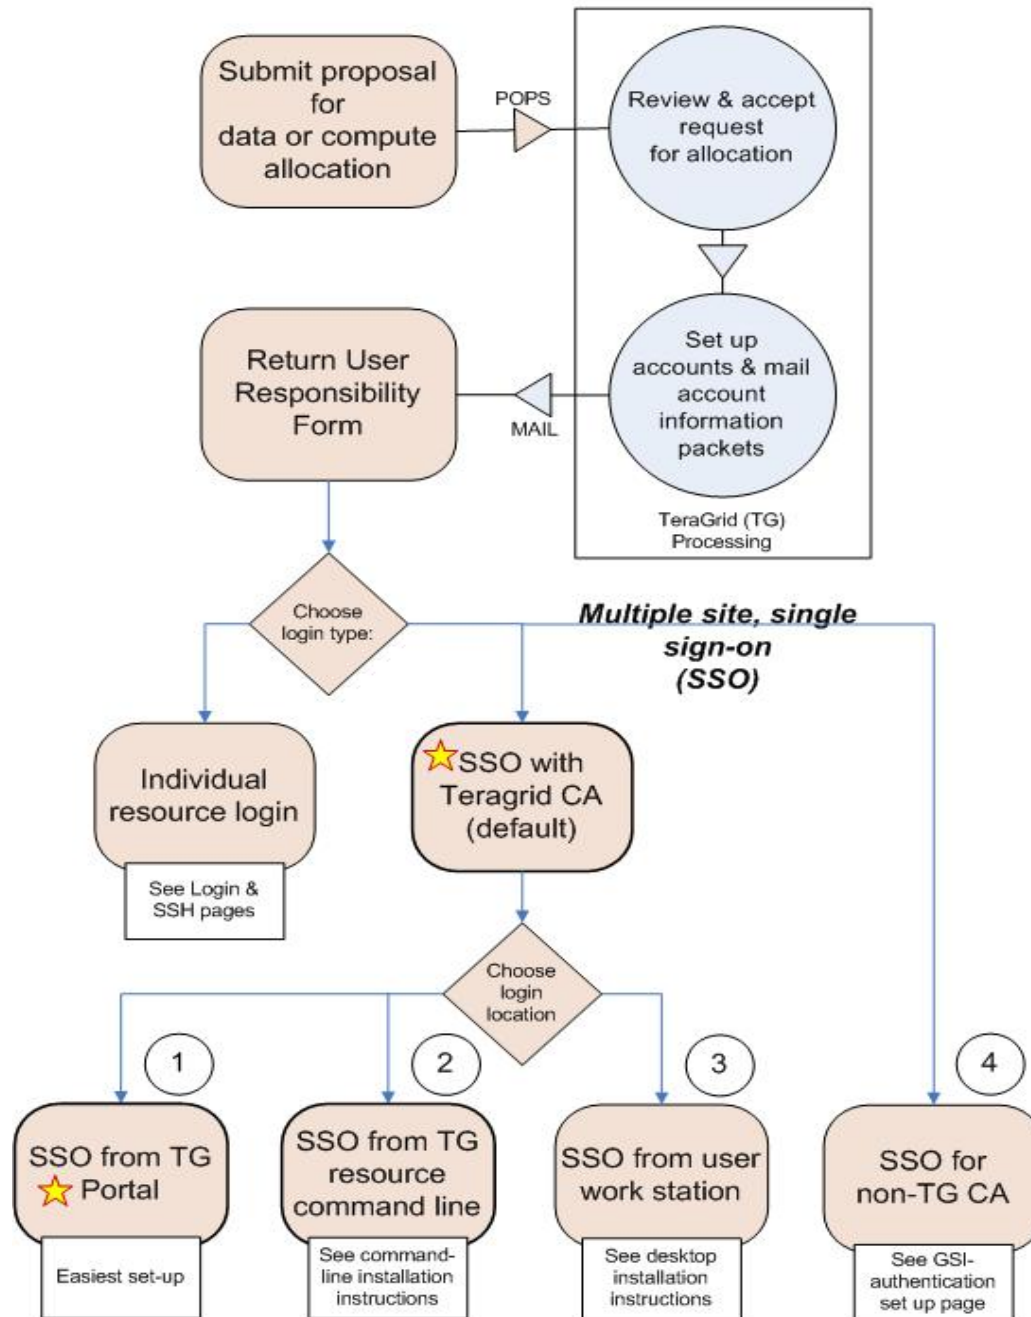 Submit proposal
for
data or compute
allocation
POPS
Review & accept
request
for allocation
Return User
Responsibility
Form
MAIL
Set up
accounts & mail
account
information
packets
TeraGrid (TG)
Processing
Choose
login type:
Multiple site, single
sign-on
(SSO)
Individual
resource login
See Login &
SSH pages
SSO with
Teragrid CA
(default)
Choose
login
location
1
2
3
4
SSO from TG
Portal
Easiest set-up
SSO from TG
resource
command line
See command-
line installation
instructions
SSO from user
work station
See desktop
installation
instructions
SSO for
non-TG CA
See GSI-
authentication
set up page